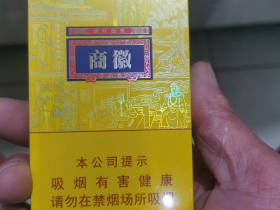 商徽
本公司提示
吸烟有害健康
请勿在禁烟场所吸烟